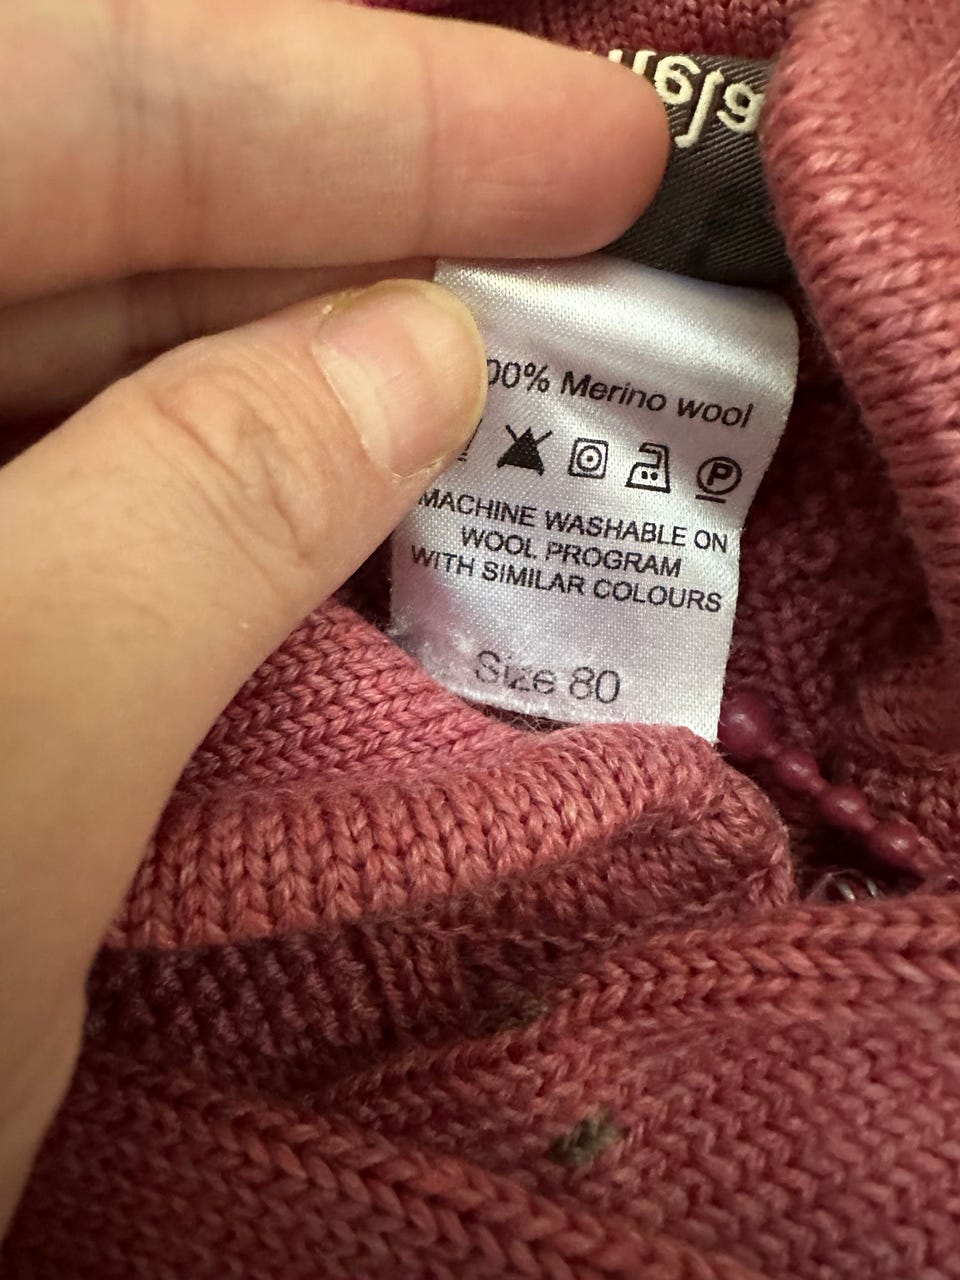 00% Merino wool
P
MACHINE WASHABLE ON
WOOL PROGRAM
WITH SIMILAR COLOURS
Size 80